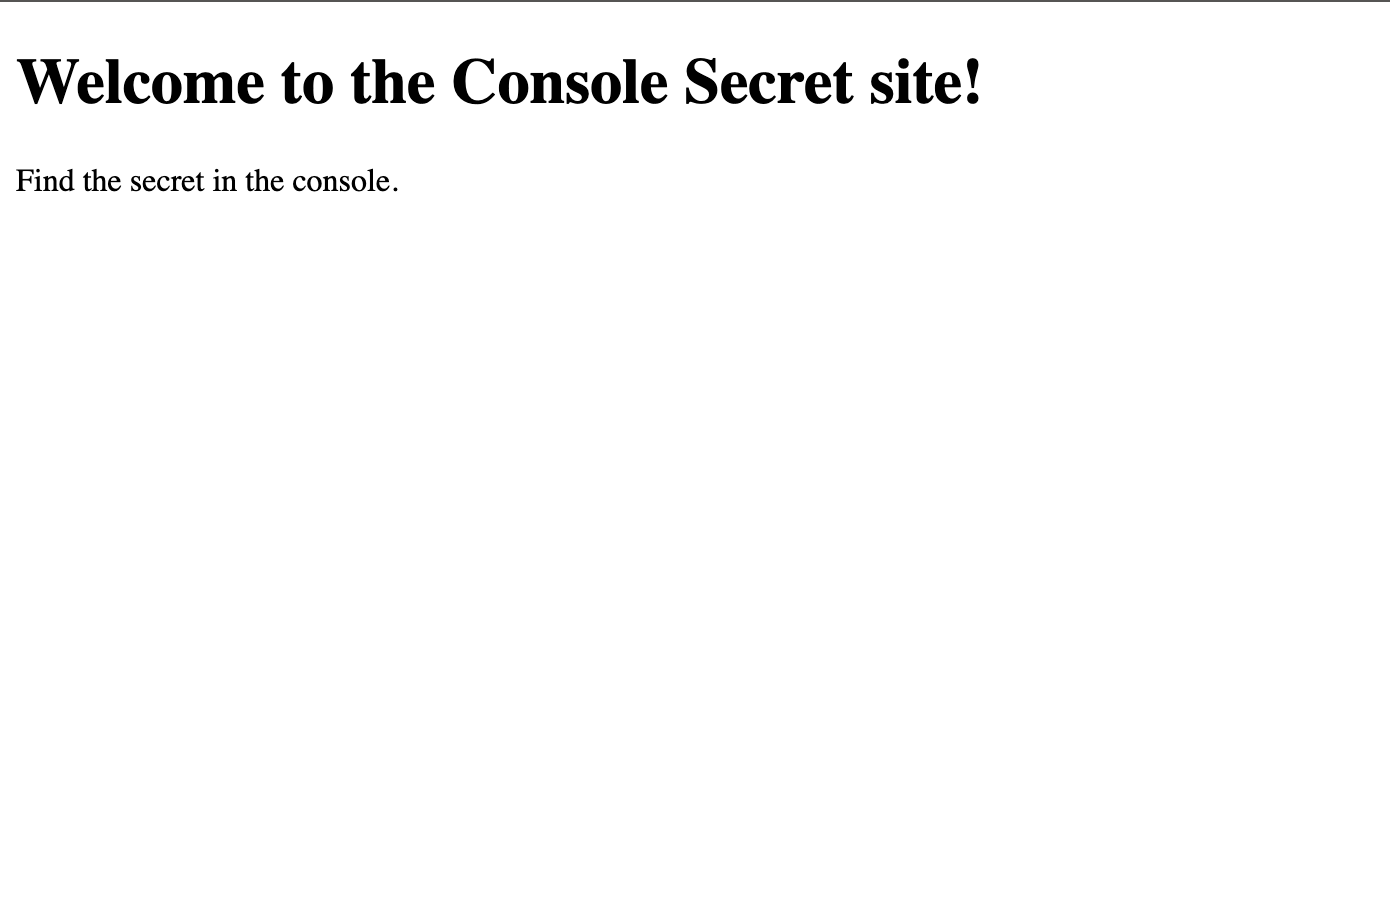 Welcome to the Console Secret site!
Find the secret in the console.